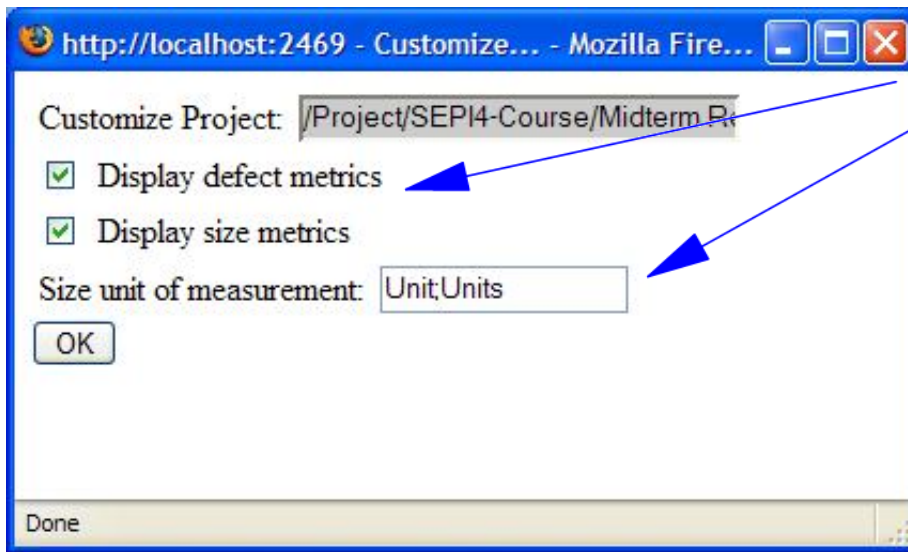 http://localhost:2469 - Customize... - Mozilla Fire...
Customize Project: /Project/SEPI4-Course/Midterm
Display defect metrics
Display size metrics
Size unit of measurement: Unit;Units
OK
Done